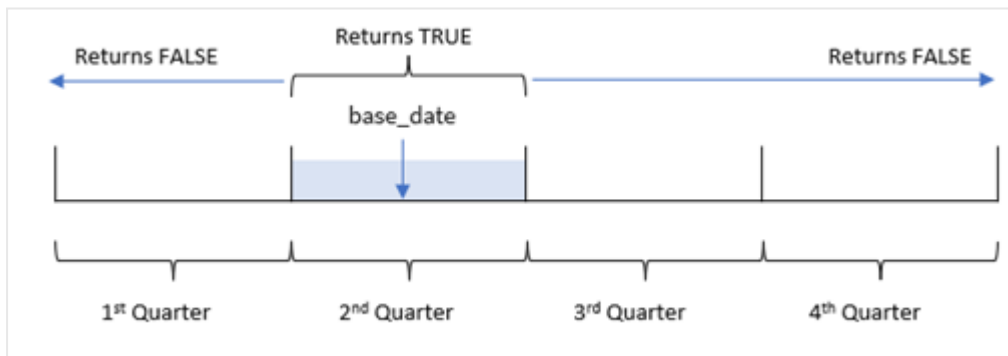 Returns TRUE
Returns FALSE
Returns FALSE
base_date
1st Quarter
2nd Quarter
3rd Quarter
4th Quarter